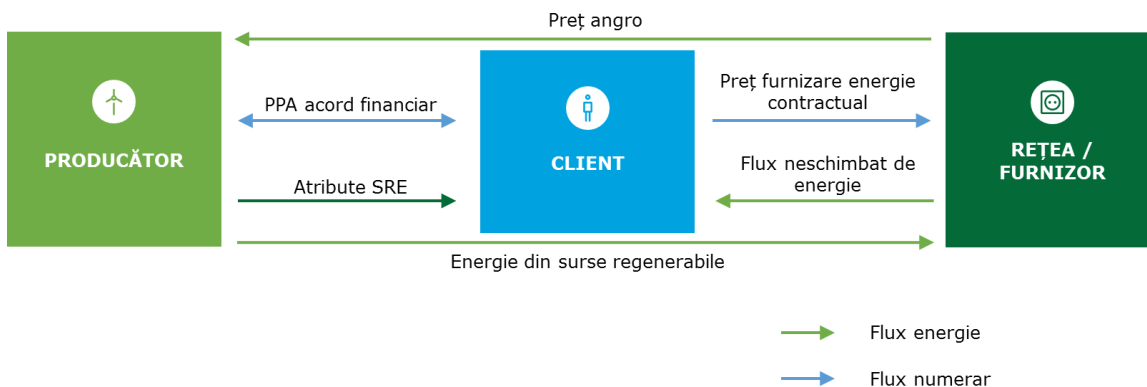 Preț angro
PPA acord financiar
Preț furnizare energie
contractual
PRODUCĂTOR
CLIENT
REȚEA /
FURNIZOR
Atribute SRE
Flux neschimbat de
energie
Energie din surse regenerabile
Flux energie
Flux numerar